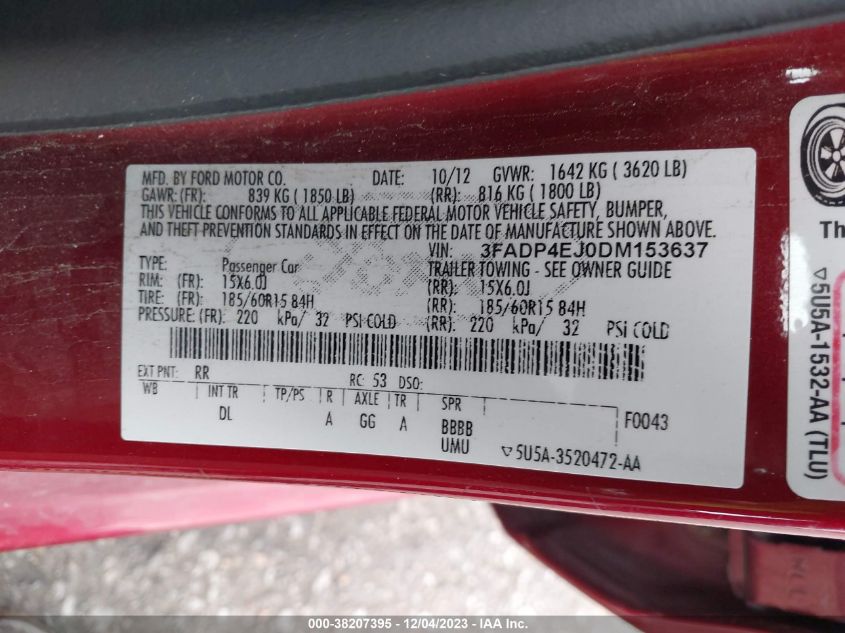 MFD. BY FORD MOTOR CO. DATE: 10/12 GVWR: 1642 KG ( 3620 LB)
GAWR: (FR): 839 KG ( 1850 LB) (RR): 816 KG ( 1800 LB)
THIS VEHICLE CONFORMS TO ALL APPLICABLE FEDERAL MOTOR VEHICLE SAFETY, BUMPER,
AND THEFT PREVENTION STANDARDS IN EFFECT ON THE DATE OF MANUFACTURE SHOWN ABOVE.
VIN: 3FADP4EJ0DM153637
TYPE: Passenger Car TRAILER TOWING - SEE OWNER GUIDE
RIM: (FR): 15X6.0J (RR): 15X6.0J
TIRE: (FR): 185/60R15 84H (RR): 185/60R15 84H
PRESSURE: (FR): 220 kPa/ 32 PSI COLD (RR): 220 kPa/ 32 PSI COLD
EXT PNT: RR RC: 53 DSO:
WB INT TR TP/PS R AXLE TR SPR
DL A GG A BBBB F0043
UMU ▽5U5A-3520472-AA
Th
▽5U5A-1532-AA (TLU)
000-38207395 - 12/04/2023 - IAA Inc.